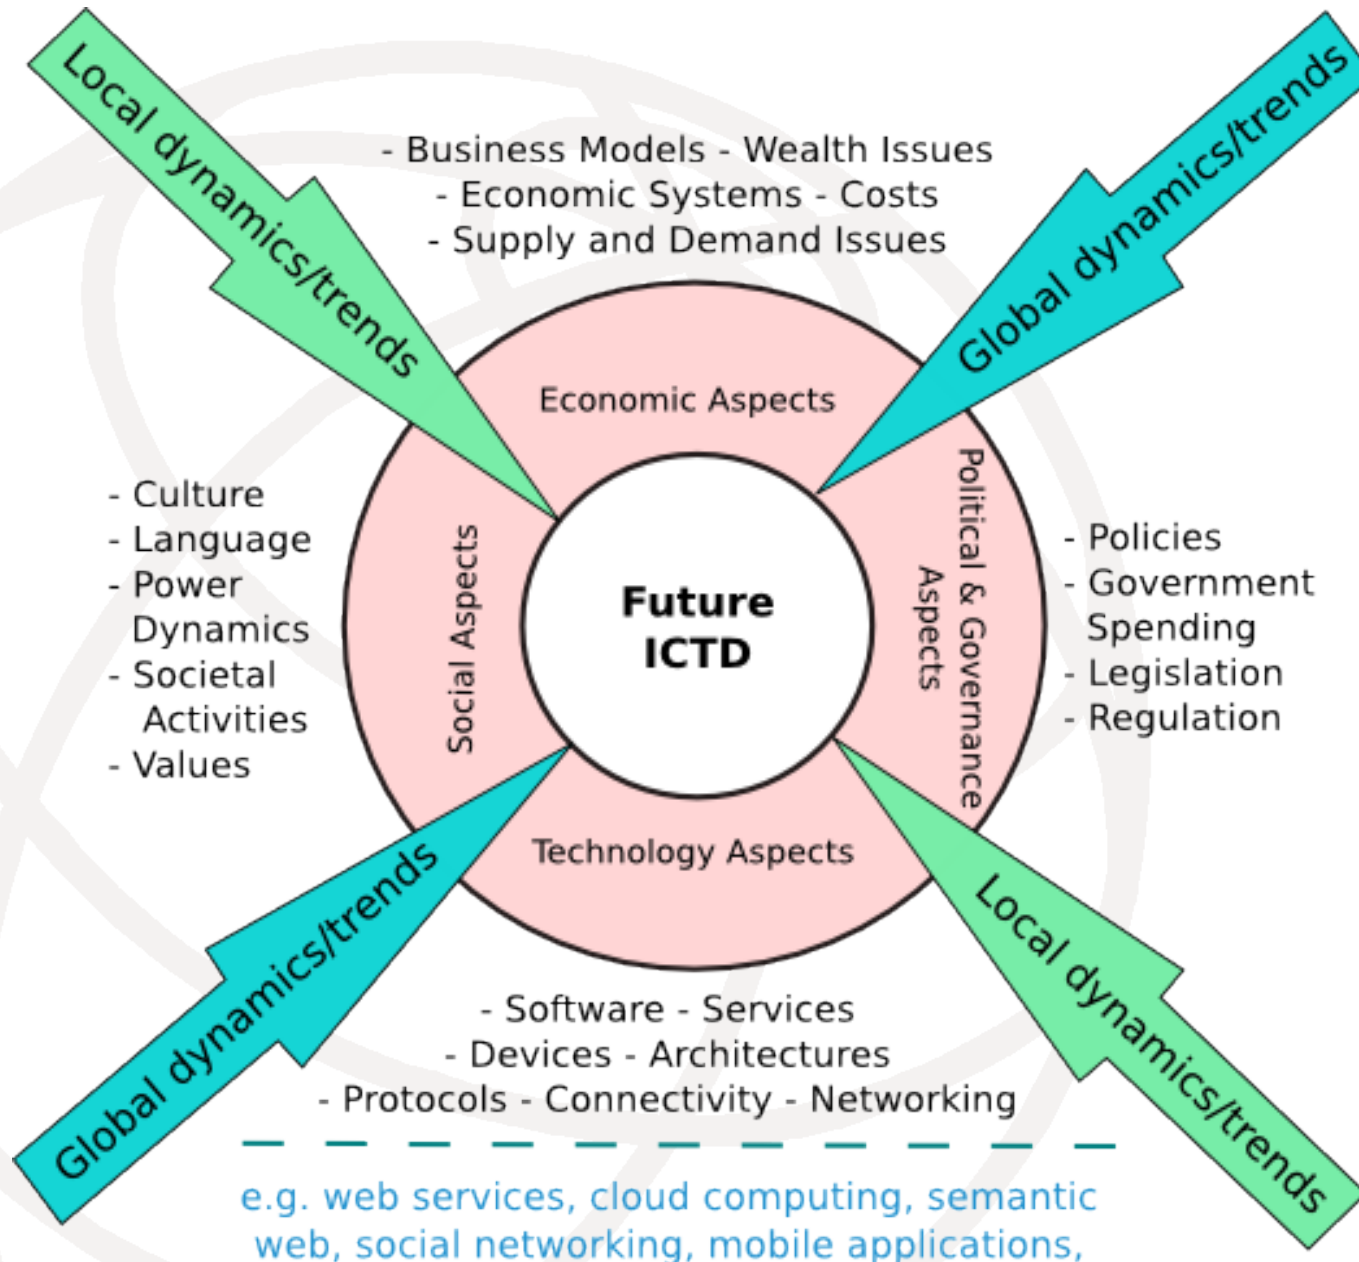 Local dynamics/trends
Global dynamics/trends
- Business Models - Wealth Issues
- Economic Systems - Costs
- Supply and Demand Issues
Economic Aspects
- Culture
- Language
- Power
Dynamics
- Societal
Activities
- Values
Social Aspects
Future
ICTD
Political & Governance
Aspects
- Policies
- Government
Spending
- Legislation
- Regulation
Technology Aspects
Global dynamics/trends
Local dynamics/trends
- Software - Services
- Devices - Architectures
- Protocols - Connectivity - Networking
e.g. web services, cloud computing, semantic
web, social networking, mobile applications,